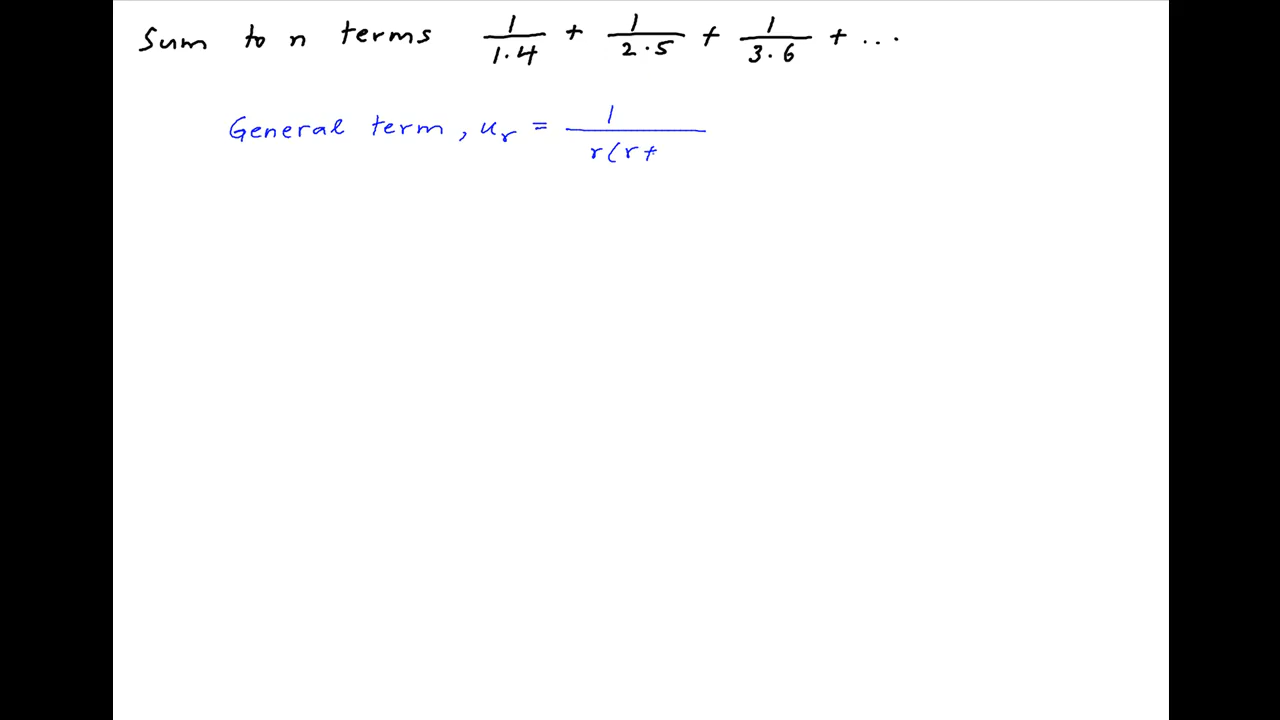 Sum to n terms 1/1·4 + 1/2·5 + 1/3·6 + ...
General term, u_r = 1/r(r+